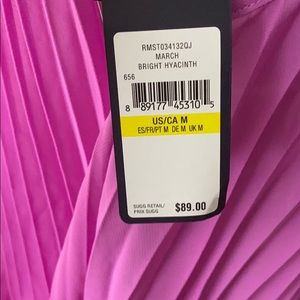 RMST034132QJ
MARCH
BRIGHT HYACINTH
656
8 89177 45310 5
US/CA M
ES/FR/PT M DE M UK M
SUGG RETAIL/
PRIX SUGG $89.00